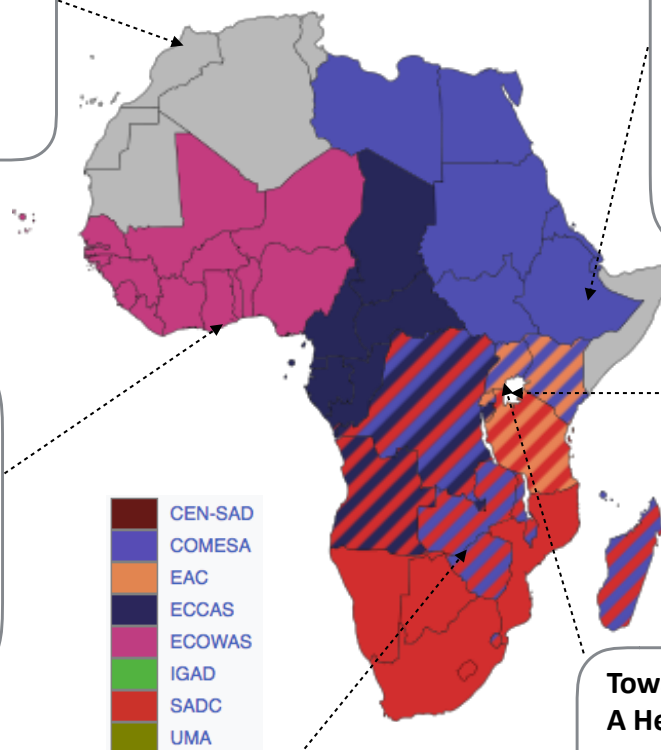 CEN-SAD
COMESA
EAC
ECCAS
ECOWAS
IGAD
SADC
UMA
Tow
A He